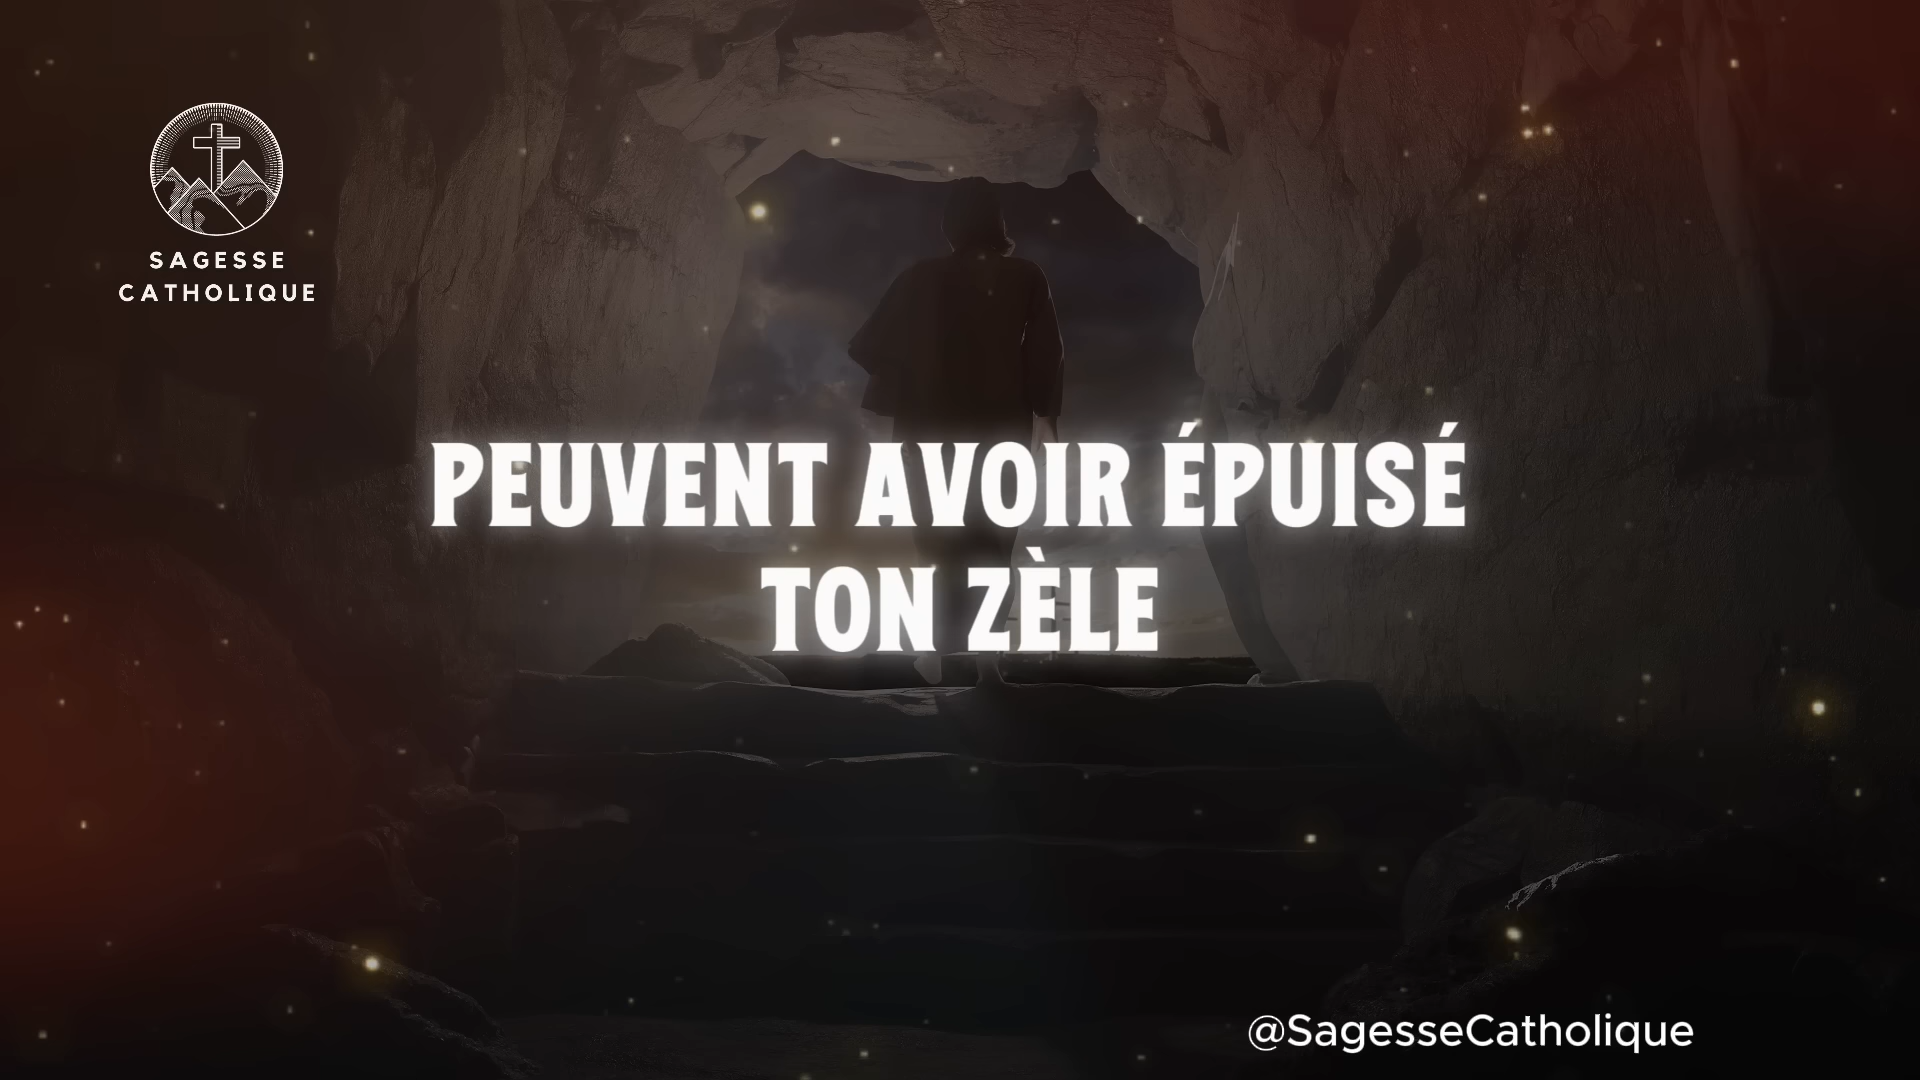 SAGESSE
CATHOLIQUE
PEUVENT AVOIR ÉPUISÉ
TON ZÈLE
@SagesseCatholique